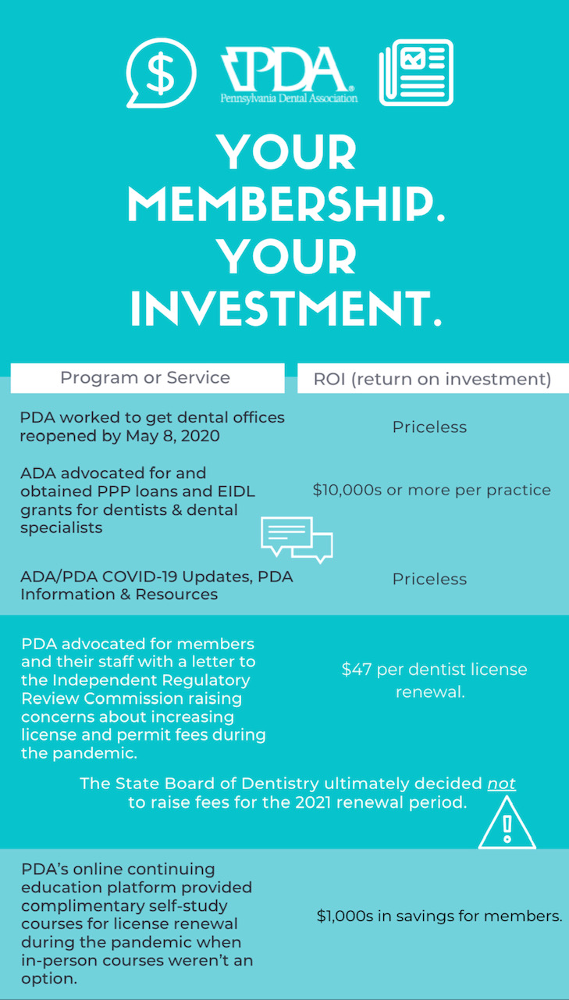 $
PDA®
Pennsylvania Dental Association
YOUR
MEMBERSHIP.
YOUR
INVESTMENT.
Program or Service
ROI (return on investment)
PDA worked to get dental offices
reopened by May 8, 2020
Priceless
ADA advocated for and
obtained PPP loans and EIDL
grants for dentists & dental
specialists
$10,000s or more per practice
ADA/PDA COVID-19 Updates, PDA
Information & Resources
Priceless
PDA advocated for members
and their staff with a letter to
the Independent Regulatory
Review Commission raising
concerns about increasing
license and permit fees during
the pandemic.
$47 per dentist license
renewal.
The State Board of Dentistry ultimately decided not
to raise fees for the 2021 renewal period.
!
PDA’s online continuing
education platform provided
complimentary self-study
courses for license renewal
during the pandemic when
in-person courses weren’t an
option.
$1,000s in savings for members.